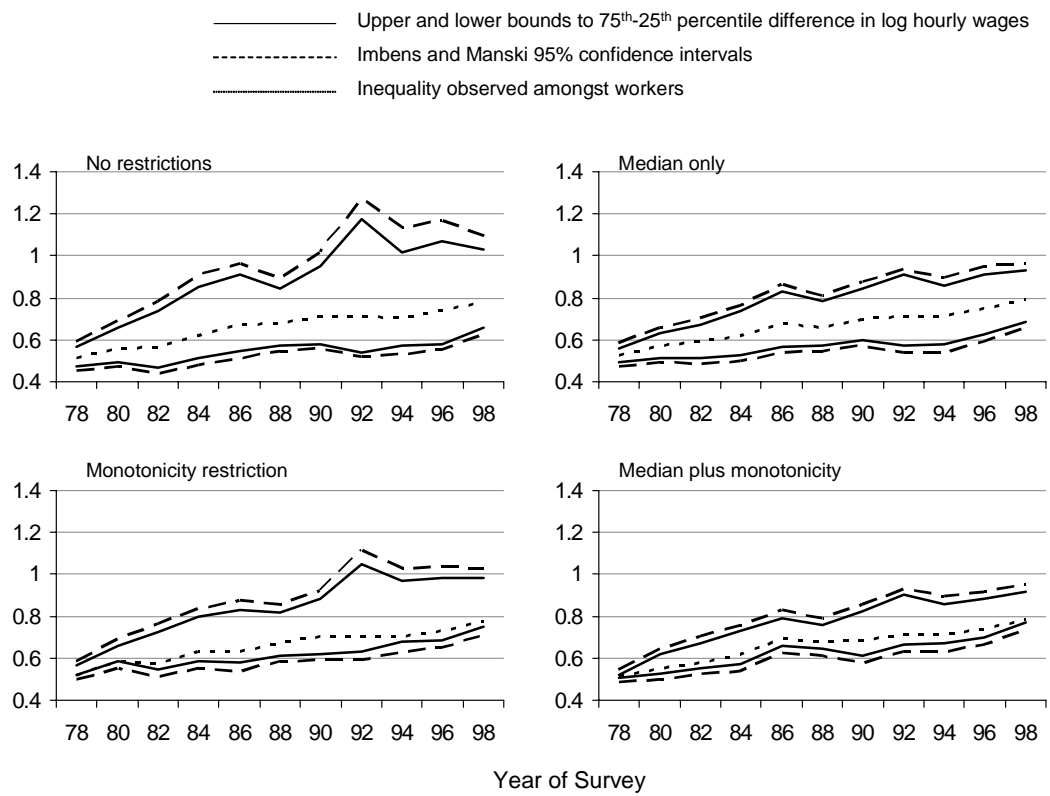 Upper and lower bounds to 75th-25th percentile difference in log hourly wages
Imbens and Manski 95% confidence intervals
Inequality observed amongst workers
No restrictions
1.4
1.2
1
0.8
0.6
0.4
78 80 82 84 86 88 90 92 94 96 98
Median only
1.4
1.2
1
0.8
0.6
0.4
78 80 82 84 86 88 90 92 94 96 98
Monotonicity restriction
1.4
1.2
1
0.8
0.6
0.4
78 80 82 84 86 88 90 92 94 96 98
Median plus monotonicity
1.4
1.2
1
0.8
0.6
0.4
78 80 82 84 86 88 90 92 94 96 98
Year of Survey